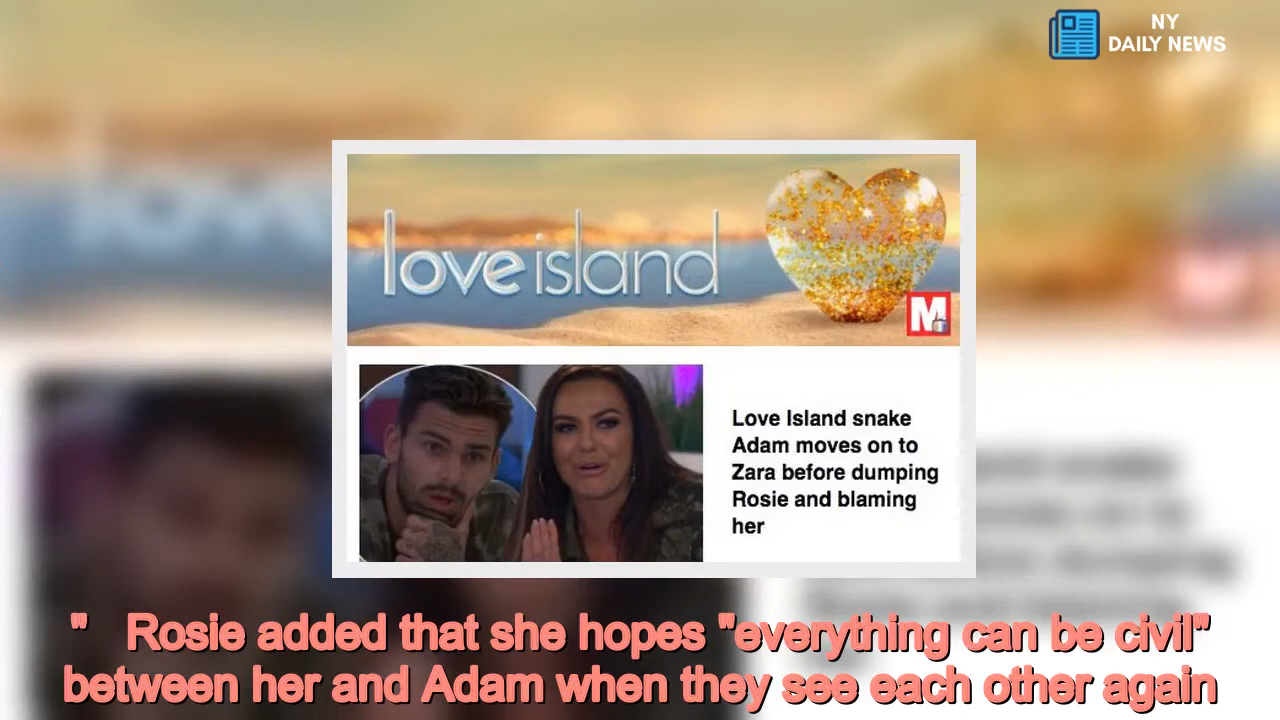 NY
DAILY NEWS
love island
M
Love Island snake
Adam moves on to
Zara before dumping
Rosie and blaming
her
" Rosie added that she hopes "everything can be civil"
between her and Adam when they see each other again